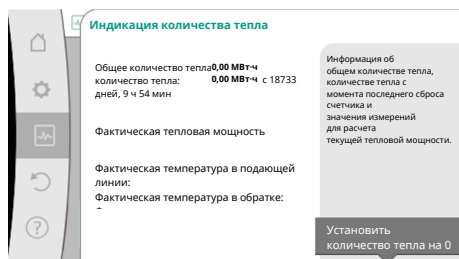 Индикация количества тепла
Общее количество тепла0,00 МВт·ч
количество тепла: 0,00 МВт·ч с 18733
дней, 9 ч 54 мин
Фактическая тепловая мощность
Фактическая температура в подающей
линии:
Фактическая температура в обратке:
Информация об
общем количестве тепла,
количестве тепла с
момента последнего сброса
счетчика и
значения измерений
для расчета
текущей тепловой мощности.
Установить
количество тепла на 0